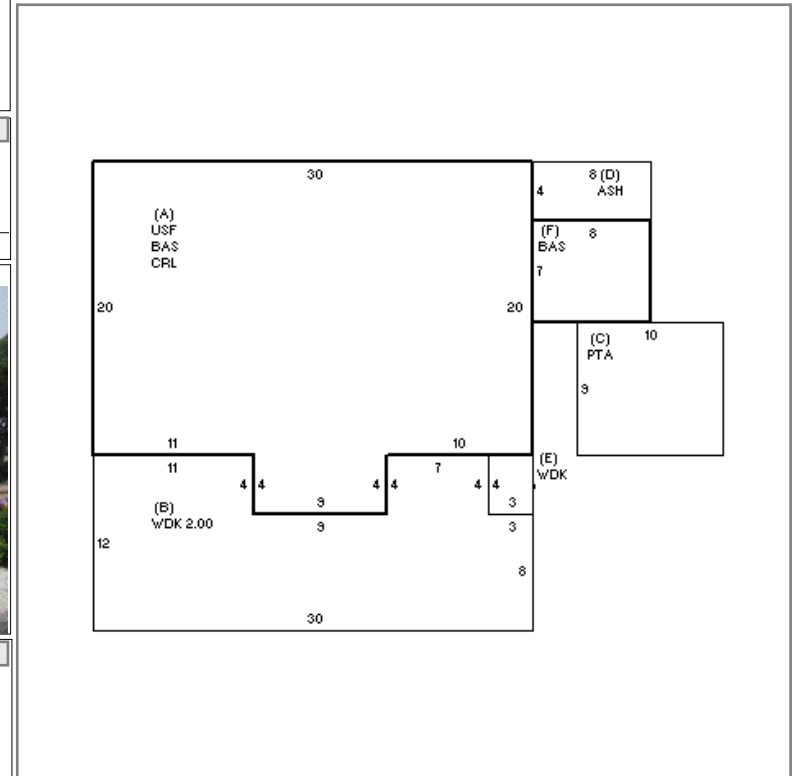 30
8 (D)
4 ASH
(A)
USF
BAS
CRL
(F) 8
BAS
7
20
20
(C) 10
PTA
9
11
10
11
7
(E)
WDK
4 4
4 4
4 4
9
3
(B)
WDK 2.00
9
3
12
8
30